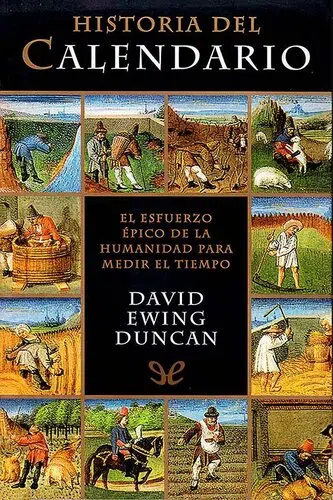 HISTORIA DEL
CALENDARIO
EL ESFUERZO
ÉPICO DE LA
HUMANIDAD PARA
MEDIR EL TIEMPO
DAVID
EWING
DUNCAN